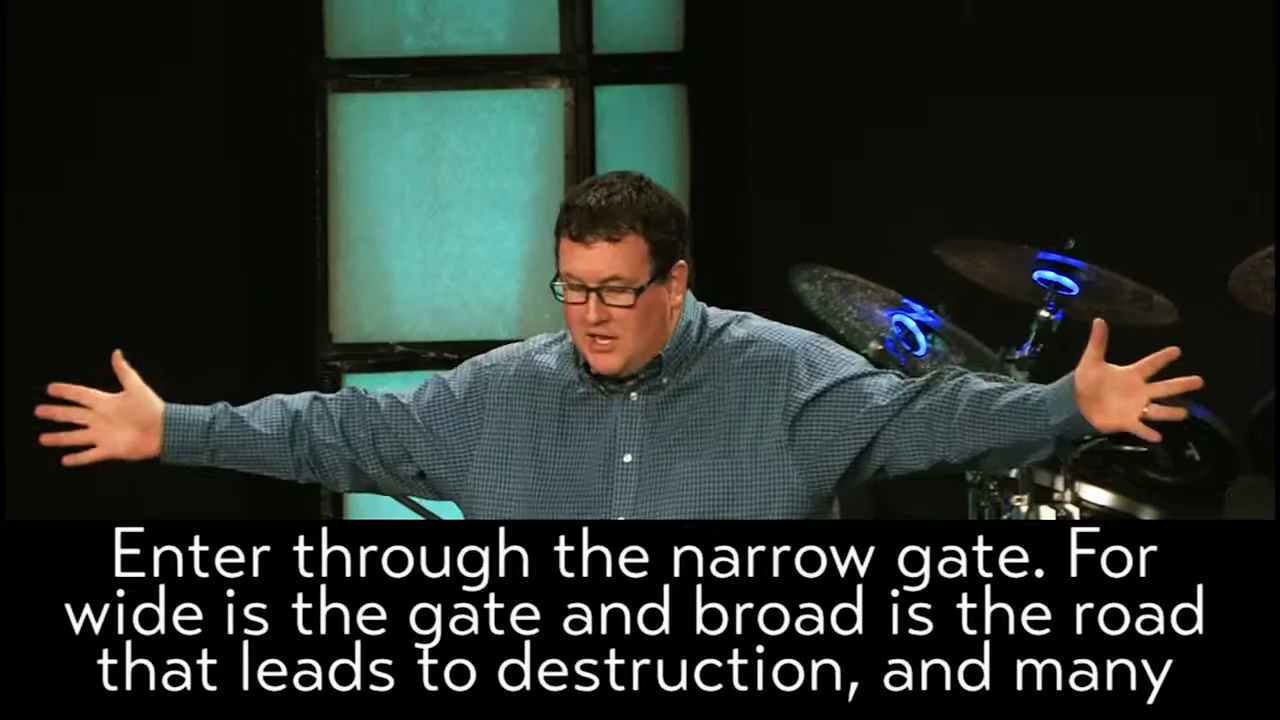 Enter through the narrow gate. For
wide is the gate and broad is the road
that leads to destruction, and many